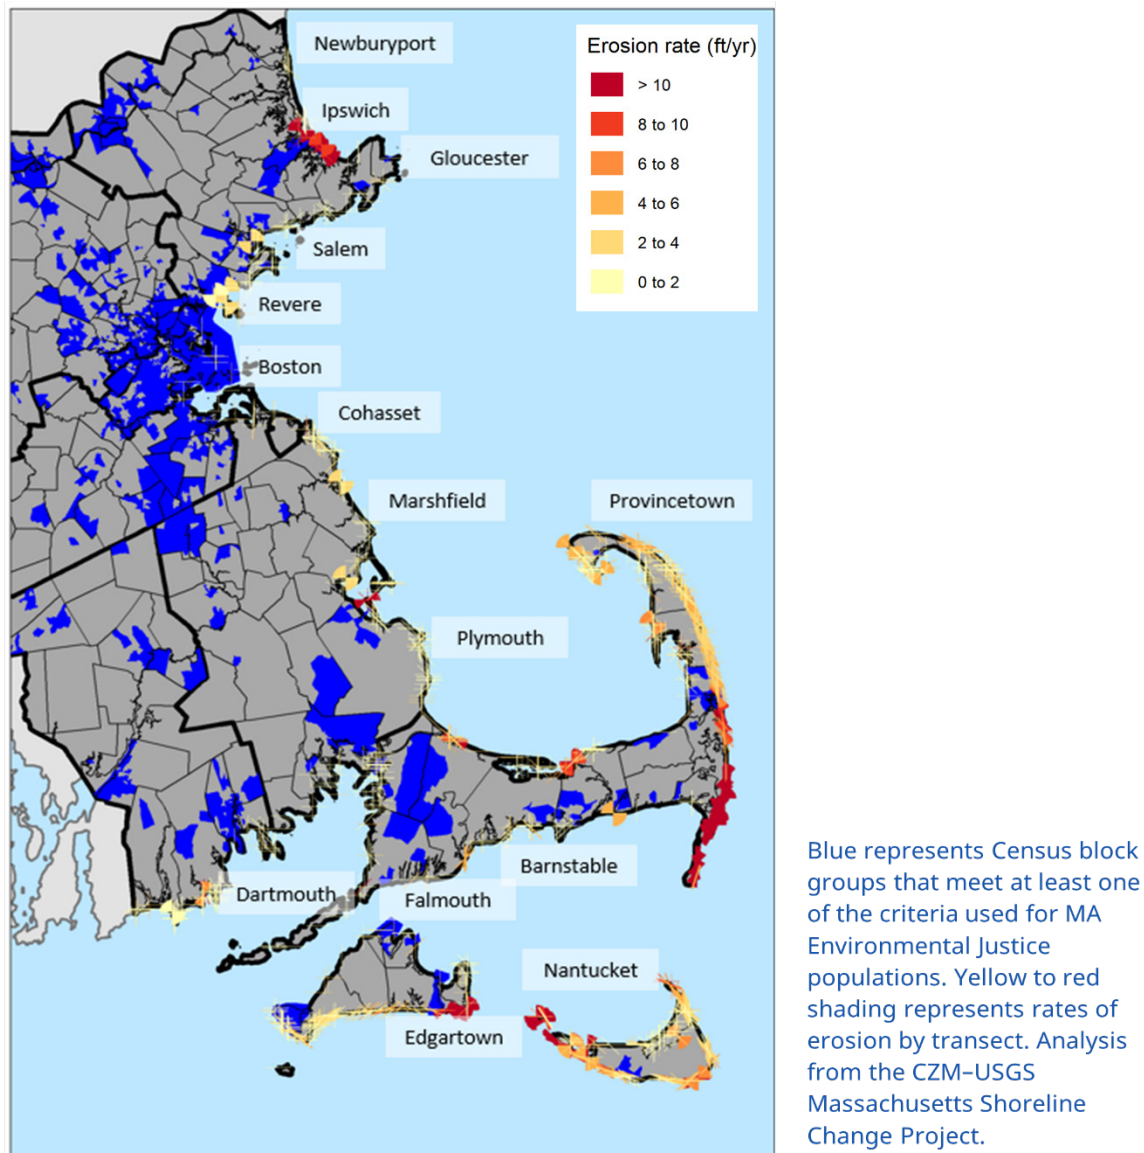 Newburyport
Erosion rate (ft/yr)
> 10
Ipswich
8 to 10
Gloucester
6 to 8
4 to 6
2 to 4
Salem
0 to 2
Revere
Boston
Cohasset
Marshfield
Provincetown
Plymouth
Barnstable
Dartmouth
Falmouth
Nantucket
Edgartown
Blue represents Census block
groups that meet at least one
of the criteria used for MA
Environmental Justice
populations. Yellow to red
shading represents rates of
erosion by transect. Analysis
from the CZM–USGS
Massachusetts Shoreline
Change Project.